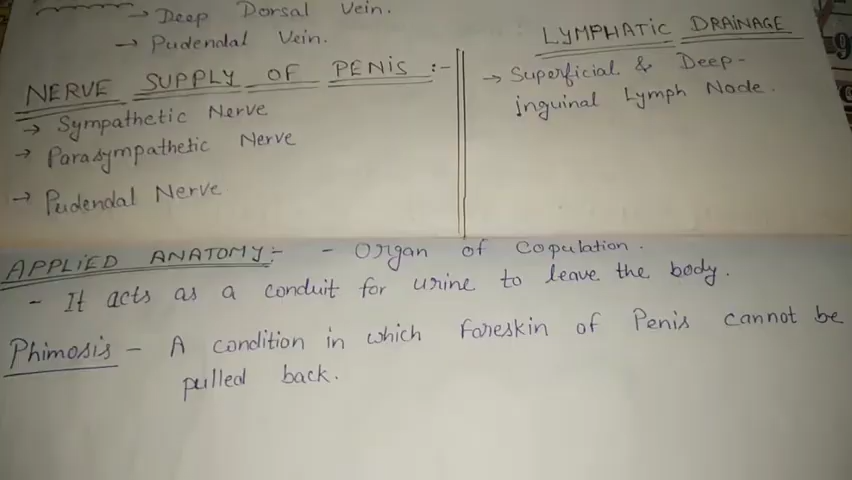 → Deep Dorsal Vein.
→ Pudendal Vein.
NERVE SUPPLY OF PENIS :-
→ Sympathetic Nerve
→ Parasympathetic Nerve
→ Pudendal Nerve
LYMPHATIC DRAINAGE
→ Superficial & Deep-
inguinal Lymph Node.
APPLIED ANATOMY:- - Organ of Copulation.
- It acts as a conduit for urine to leave the body.
Phimosis - A condition in which Foreskin of Penis cannot be
pulled back.